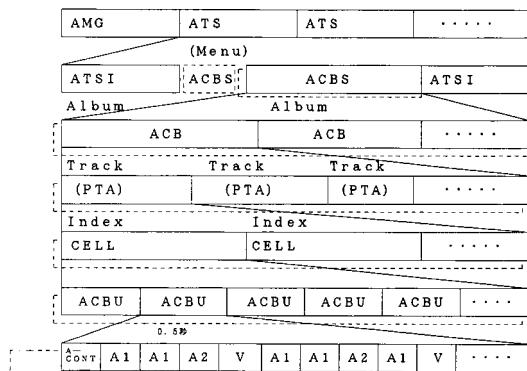 AMG ATS ATS ·····
(Menu)
ATSI ACBS ACBS ATSI
Album Album
ACB ACB ·····
Track Track Track
(PTA) (PTA) (PTA) ·····
Index Index
CELL CELL ·····
ACBU ACBU ACBU ACBU ACBU ····
0.5秒
A-
CONT A1 A1 A2 V A1 A1 A2 A1 V ····